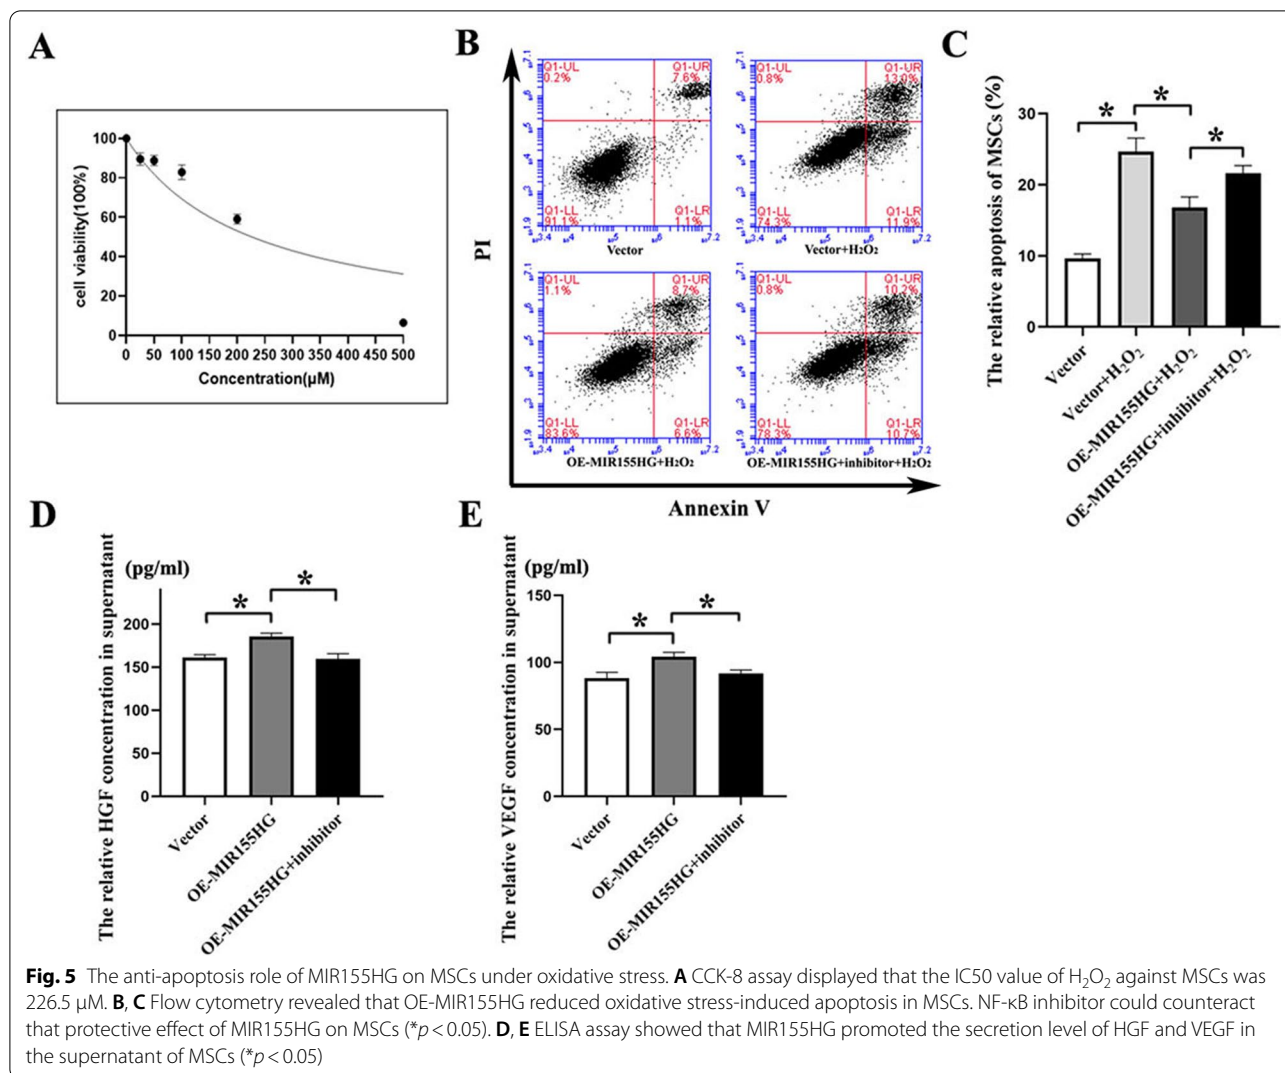 A
100
80
60
40
20
0
cell viability(100%)
0 50 100 150 200 250 300 350 400 450 500
Concentration(μM)
B
PI
Q1-UL
0.2%
Q1-UR
7.6%
Q1-LL
91.1%
Q1-LR
1.1%
Vector
Q1-UL
0.8%
Q1-UR
13.0%
Q1-LL
74.3%
Q1-LR
11.9%
Vector+H₂O₂
Q1-UL
1.1%
Q1-UR
8.7%
Q1-LL
83.6%
Q1-LR
6.6%
OE-MIR155HG+H₂O₂
Q1-UL
0.8%
Q1-UR
10.2%
Q1-LL
78.3%
Q1-LR
10.7%
OE-MIR155HG+inhibitor+H₂O₂
Annexin V
C
The relative apoptosis of MSCs (%)
30
20
10
0
* * *
Vector
Vector+H₂O₂
OE-MIR155HG+H₂O₂
OE-MIR155HG+inhibitor+H₂O₂
D
The relative HGF concentration in supernatant
(pg/ml)
200
150
100
50
0
* *
Vector
OE-MIR155HG
OE-MIR155HG+inhibitor
E
The relative VEGF concentration in supernatant
(pg/ml)
150
100
50
0
* *
Vector
OE-MIR155HG
OE-MIR155HG+inhibitor
Fig. 5 The anti-apoptosis role of MIR155HG on MSCs under oxidative stress. A CCK-8 assay displayed that the IC50 value of H₂O₂ against MSCs was
226.5 μM. B, C Flow cytometry revealed that OE-MIR155HG reduced oxidative stress-induced apoptosis in MSCs. NF-κB inhibitor could counteract
that protective effect of MIR155HG on MSCs (*p < 0.05). D, E ELISA assay showed that MIR155HG promoted the secretion level of HGF and VEGF in
the supernatant of MSCs (*p < 0.05)